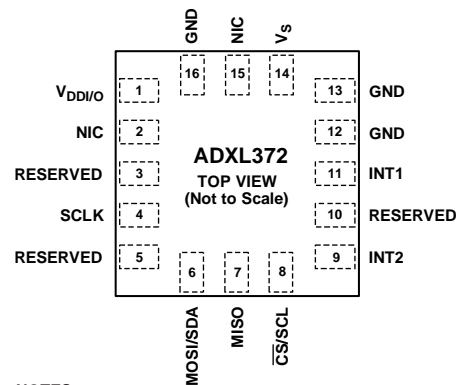 GND
NIC
VS
16
15
14
VDDI/O
1
13
GND
NIC
2
12
GND
ADXL372
RESERVED
3
TOP VIEW
11
INT1
(Not to Scale)
SCLK
4
10
RESERVED
RESERVED
5
9
INT2
6
7
8
MOSI/SDA
MISO
CS/SCL